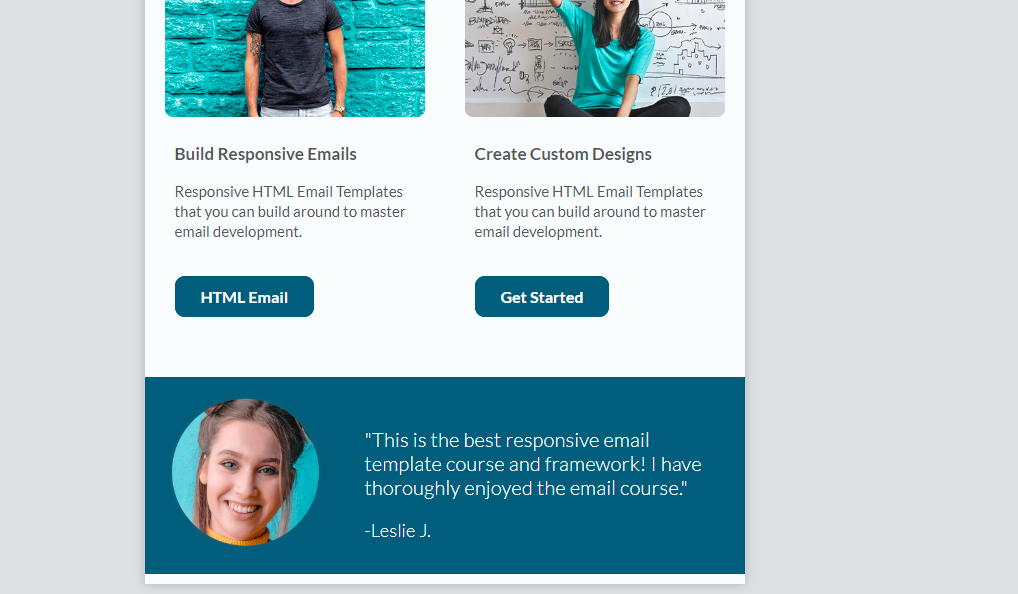 Build Responsive Emails
Responsive HTML Email Templates
that you can build around to master
email development.
HTML Email
Create Custom Designs
Responsive HTML Email Templates
that you can build around to master
email development.
Get Started
"This is the best responsive email
template course and framework! I have
thoroughly enjoyed the email course."
-Leslie J.